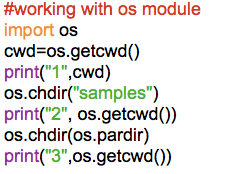 #working with os module
import os
cwd=os.getcwd()
print("1",cwd)
os.chdir("samples")
print("2", os.getcwd())
os.chdir(os.pardir)
print("3",os.getcwd())